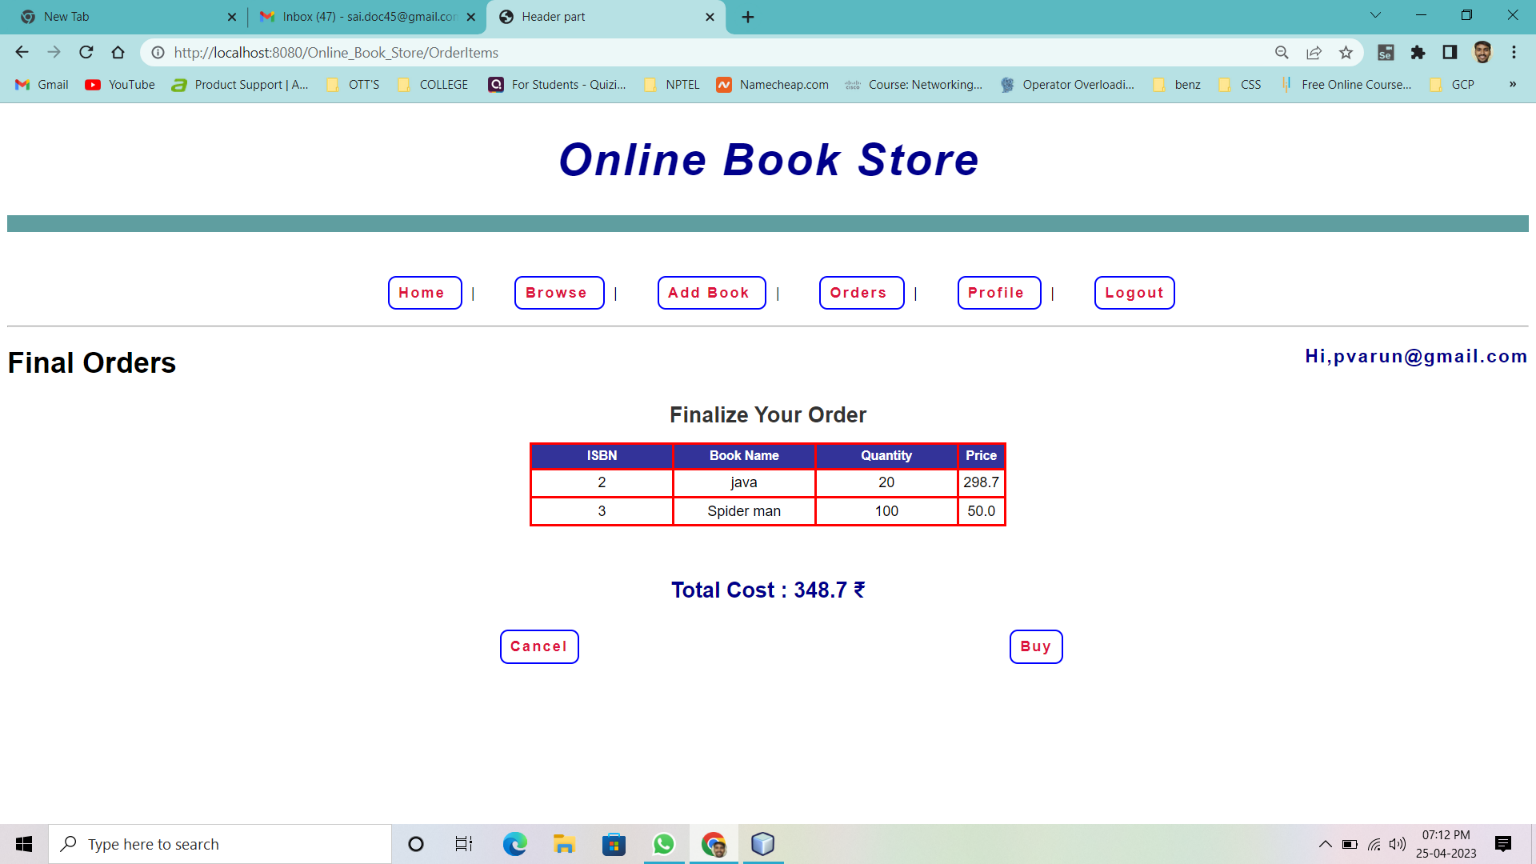 New Tab
Inbox (47) - sai.doc45@gmail.com
Header part
http://localhost:8080/Online_Book_Store/OrderItems
Se
Gmail YouTube Product Support | A... OTT'S COLLEGE For Students - Quizi... NPTEL Namecheap.com Course: Networking... Operator Overloadi... benz CSS Free Online Course... GCP »
Online Book Store
Home | Browse | Add Book | Orders | Profile | Logout
Final Orders
Hi,pvarun@gmail.com
Finalize Your Order
ISBN Book Name Quantity Price
2 java 20 298.7
3 Spider man 100 50.0
Total Cost : 348.7 ₹
Cancel Buy
Type here to search
07:12 PM
25-04-2023